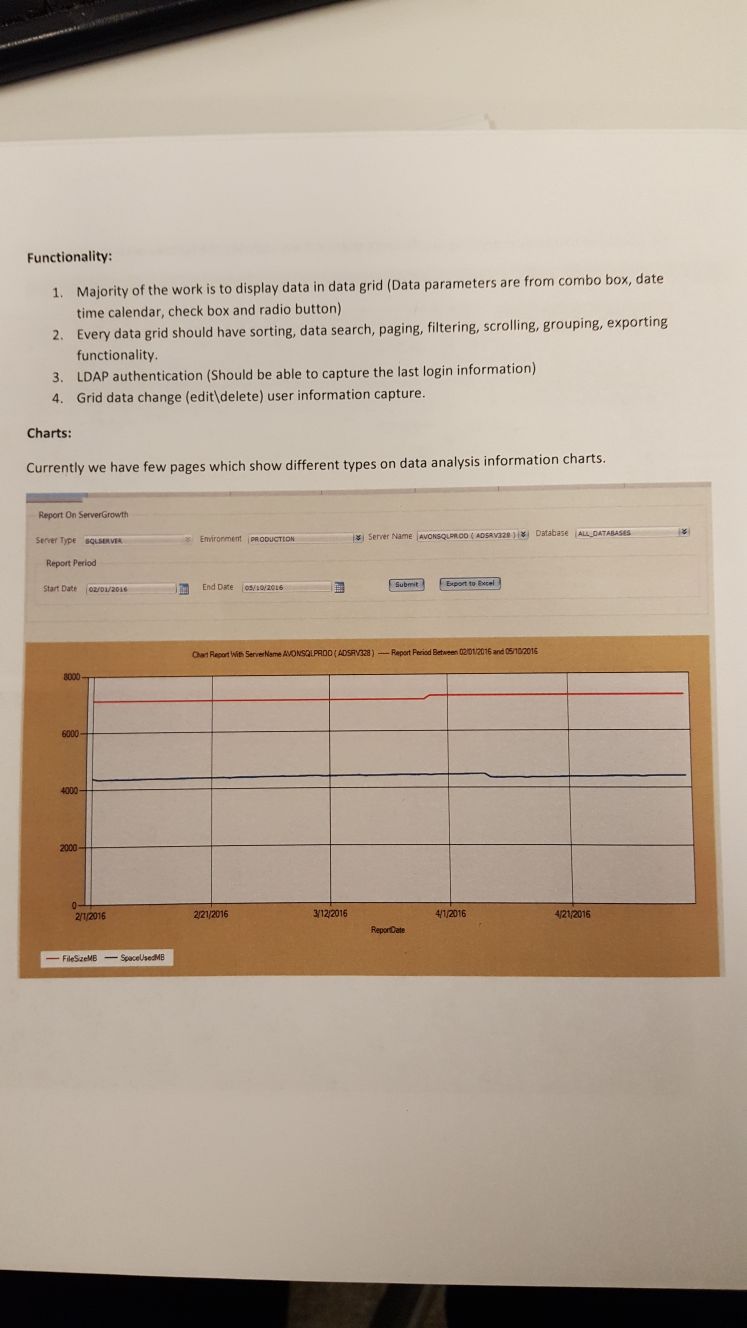 Functionality:
1. Majority of the work is to display data in data grid (Data parameters are from combo box, date
time calendar, check box and radio button)
2. Every data grid should have sorting, data search, paging, filtering, scrolling, grouping, exporting
functionality.
3. LDAP authentication (Should be able to capture the last login information)
4. Grid data change (edit\delete) user information capture.
Charts:
Currently we have few pages which show different types on data analysis information charts.
Report On ServerGrowth
Server Type SQLSERVER Environment PRODUCTION Server Name AVONSQLPROD ( ADSRV328 ) Database ALL_DATABASES
Report Period
Start Date 02/01/2016 End Date 05/10/2016 Submit Export to Excel
Chart Report With ServerName AVONSQLPROD ( ADSRV328 ) ---- Report Period Between 02/01/2016 and 05/10/2016
8000
6000
4000
2000
0
2/1/2016 2/21/2016 3/12/2016 4/1/2016 4/21/2016
ReportDate
FileSizeMB SpaceUsedMB